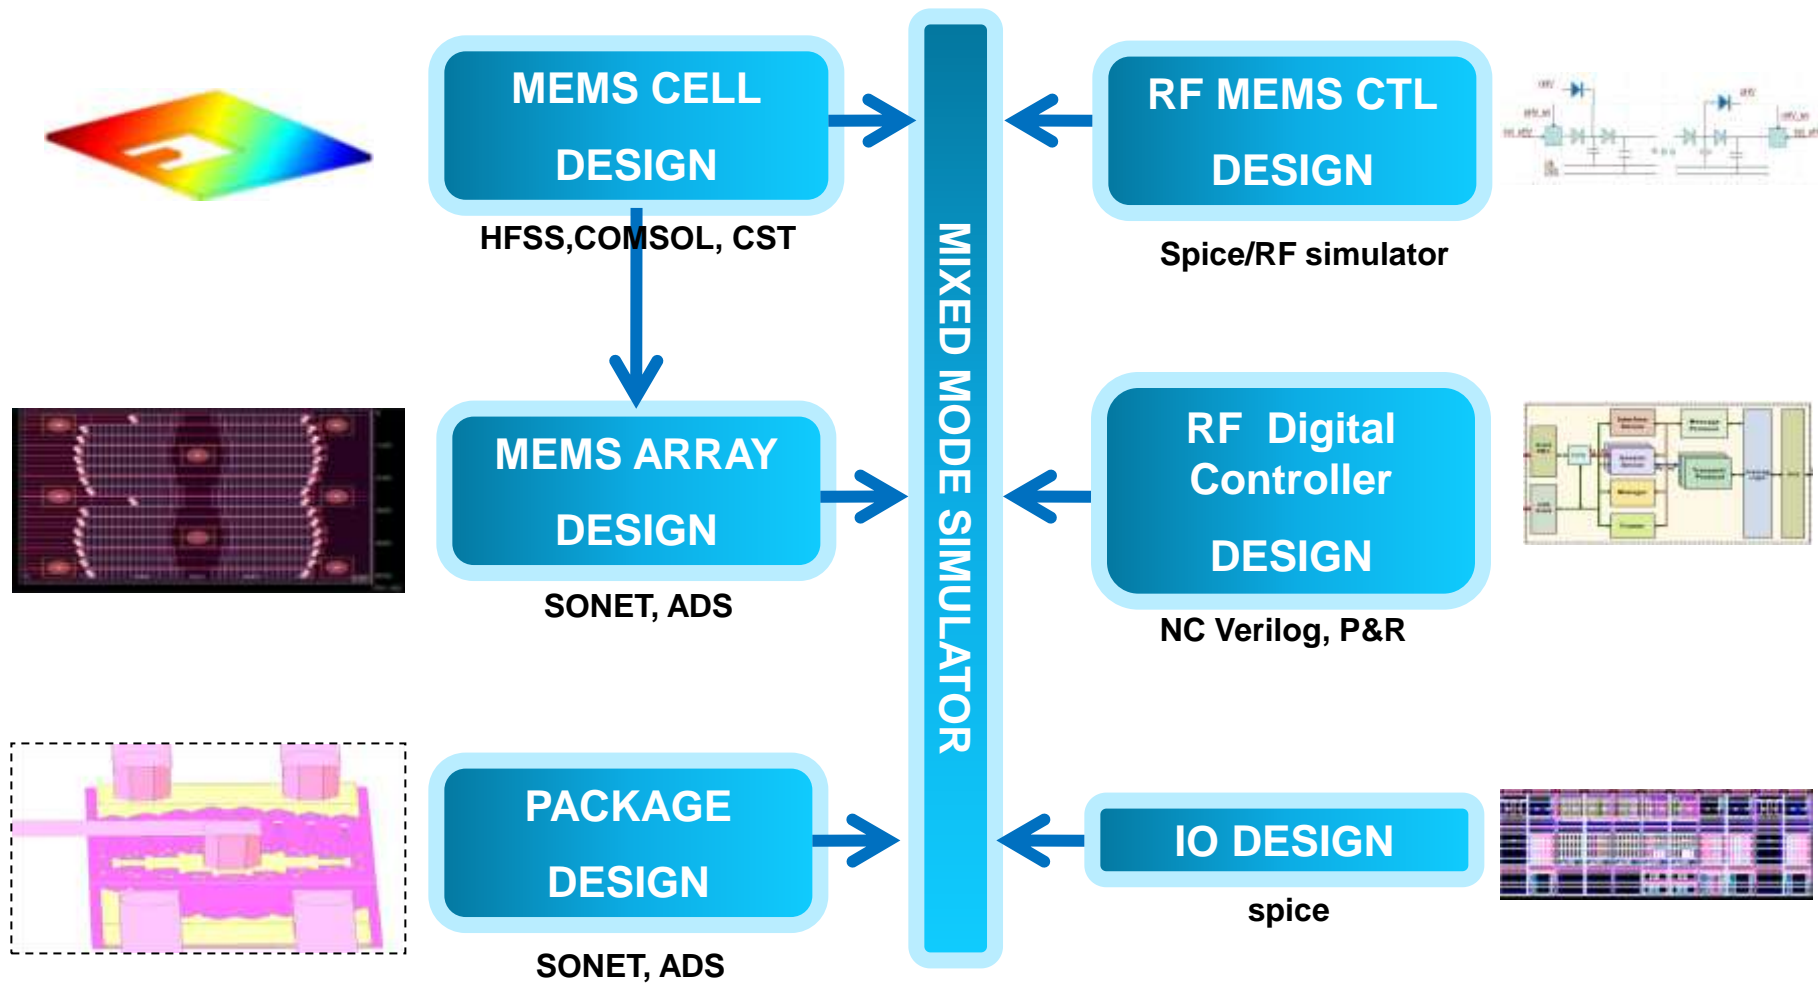 MEMS CELL
DESIGN
HFSS,COMSOL, CST
MEMS ARRAY
DESIGN
SONET, ADS
PACKAGE
DESIGN
SONET, ADS
MIXED MODE SIMULATOR
RF MEMS CTL
DESIGN
Spice/RF simulator
RF Digital
Controller
DESIGN
NC Verilog, P&R
IO DESIGN
spice